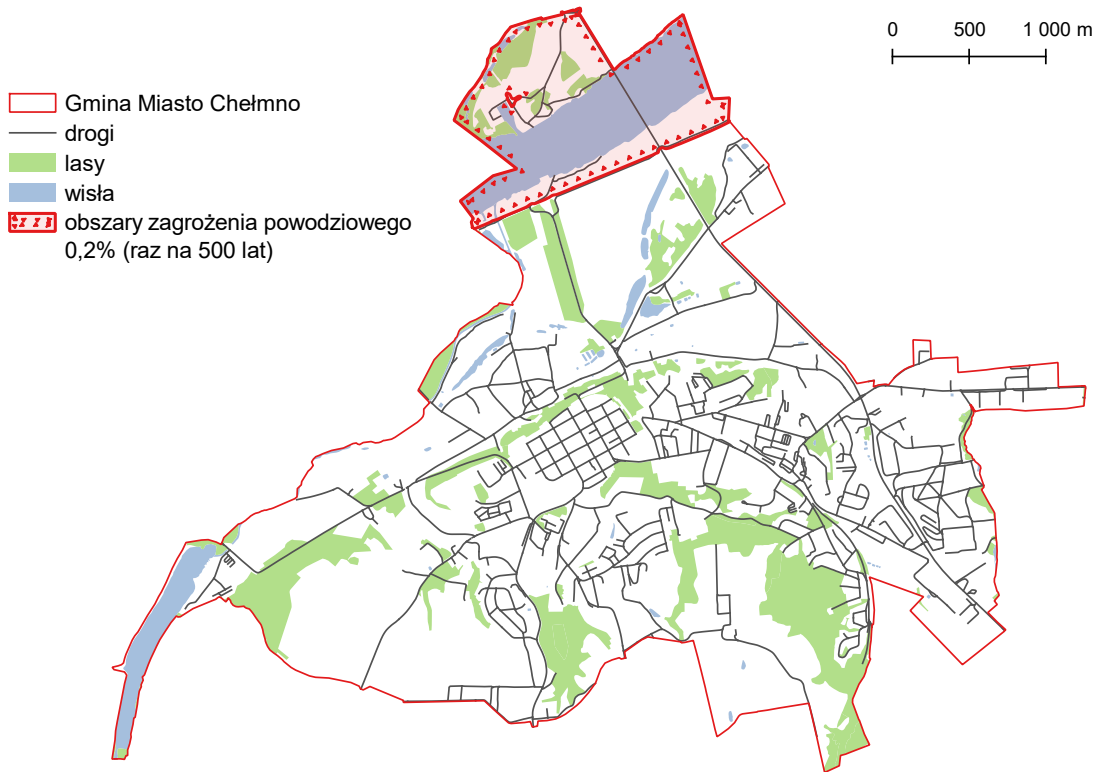 0 500 1 000 m
Gmina Miasto Chełmno
drogi
lasy
wisła
obszary zagrożenia powodziowego
0,2% (raz na 500 lat)